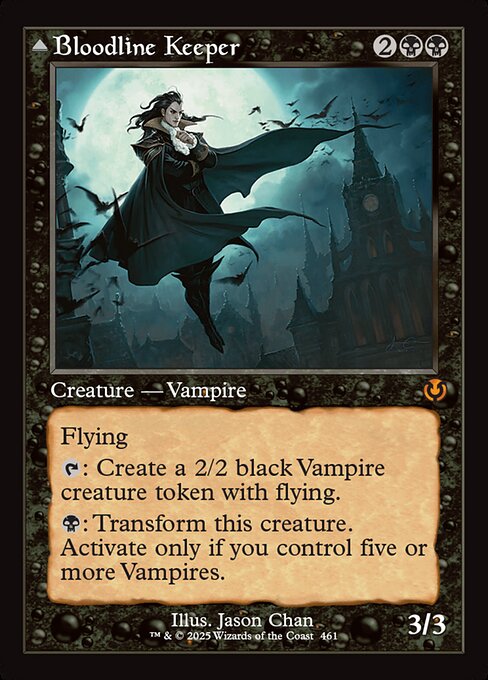 Bloodline Keeper 2
Creature — Vampire
Flying
: Create a 2/2 black Vampire
creature token with flying.
: Transform this creature.
Activate only if you control five or
more Vampires.
Illus. Jason Chan
3/3
™ & © 2025 Wizards of the Coast 461